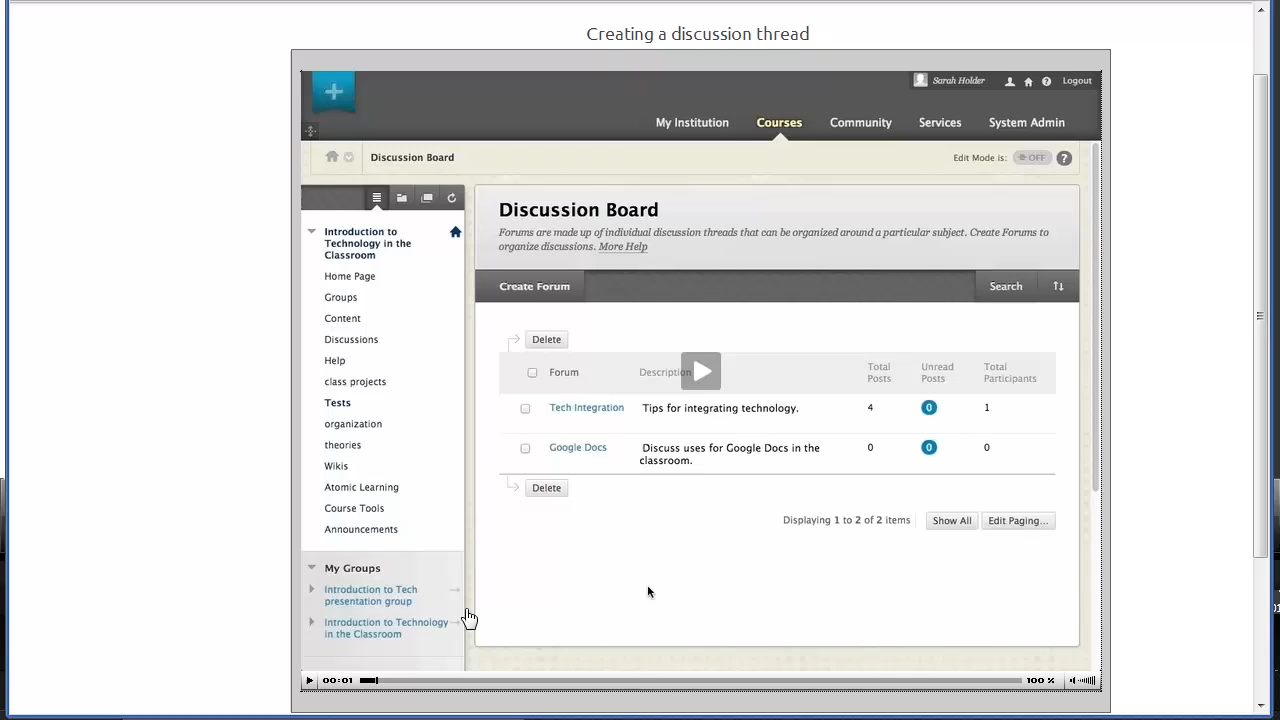 Creating a discussion thread
Sarah Holder
Logout
My Institution
Courses
Community
Services
System Admin
Discussion Board
Edit Mode is:
OFF
?
Introduction to
Technology in the
Classroom
Home Page
Groups
Content
Discussions
Help
class projects
Tests
organization
theories
Wikis
Atomic Learning
Course Tools
Announcements
My Groups
Introduction to Tech
presentation group
Introduction to Technology
in the Classroom
Discussion Board
Forums are made up of individual discussion threads that can be organized around a particular subject. Create Forums to
organize discussions. More Help
Create Forum
Search
Delete
Forum
Description
Total
Posts
Unread
Posts
Total
Participants
Tech Integration
Tips for integrating technology.
4
0
1
Google Docs
Discuss uses for Google Docs in the
classroom.
0
0
0
Delete
Displaying 1 to 2 of 2 items
Show All
Edit Paging...
00:01
100 %